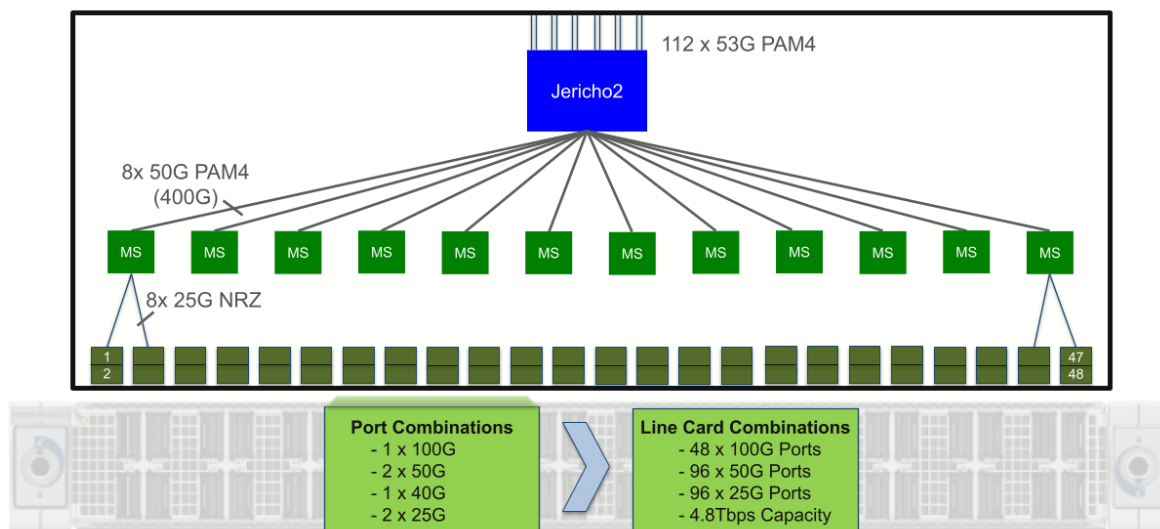 112 x 53G PAM4
Jericho2
8x 50G PAM4
(400G)
MS MS MS MS MS MS MS MS MS MS MS MS
8x 25G NRZ
1
2
47
48
Port Combinations
- 1 x 100G
- 2 x 50G
- 1 x 40G
- 2 x 25G
Line Card Combinations
- 48 x 100G Ports
- 96 x 50G Ports
- 96 x 25G Ports
- 4.8Tbps Capacity